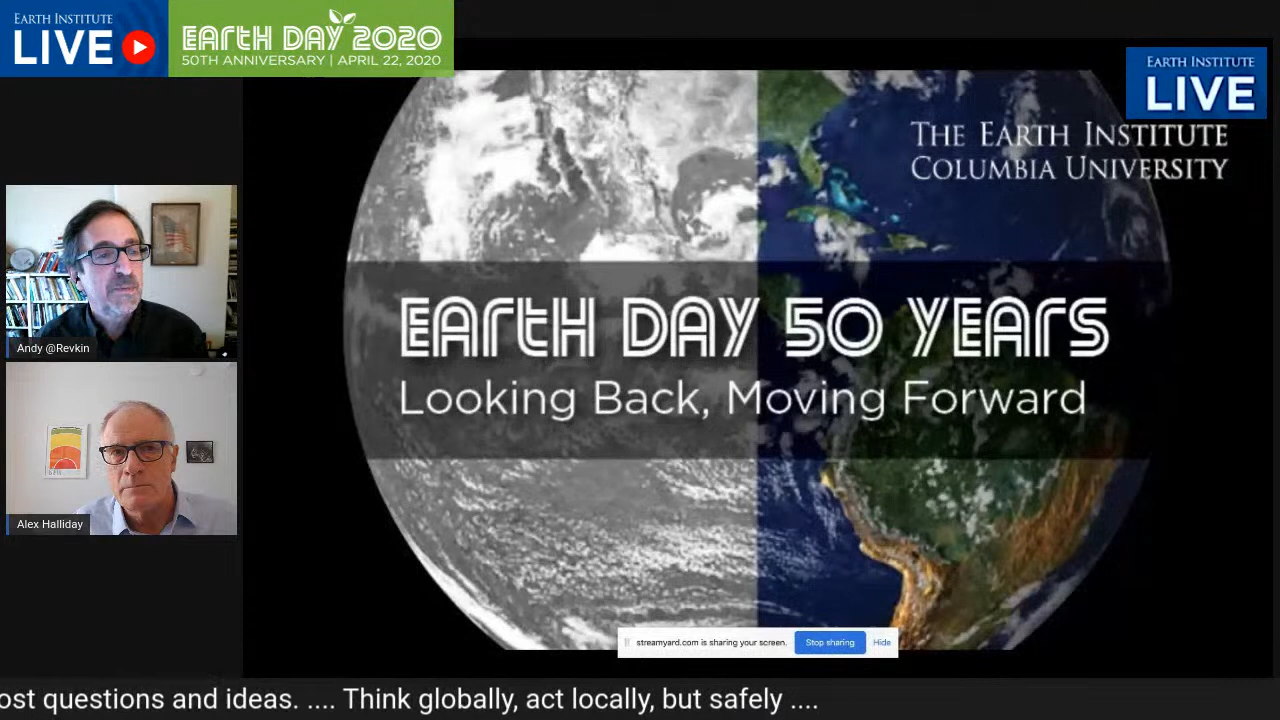 EARTH INSTITUTE
LIVE
EARTH DAY 2020
50TH ANNIVERSARY | APRIL 22, 2020
EARTH INSTITUTE
LIVE
THE EARTH INSTITUTE
COLUMBIA UNIVERSITY
EARTH DAY 50 YEARS
Looking Back, Moving Forward
Andy @Revkin
Alex Halliday
streamyard.com is sharing your screen.
Stop sharing
Hide
ost questions and ideas. .... Think globally, act locally, but safely ....